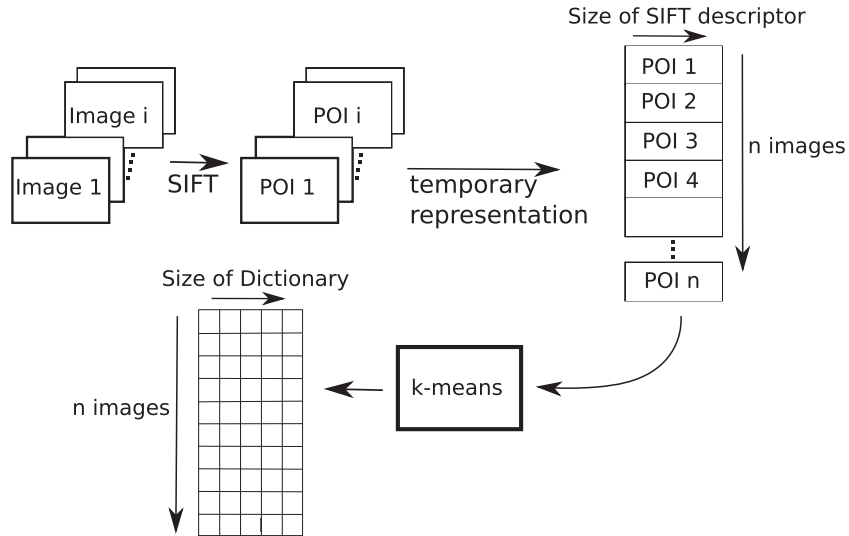 Size of SIFT descriptor
Image i
POI i
POI 1
POI 2
POI 3
POI 4
n images
Image 1
SIFT
POI 1
temporary
representation
POI n
Size of Dictionary
n images
k-means